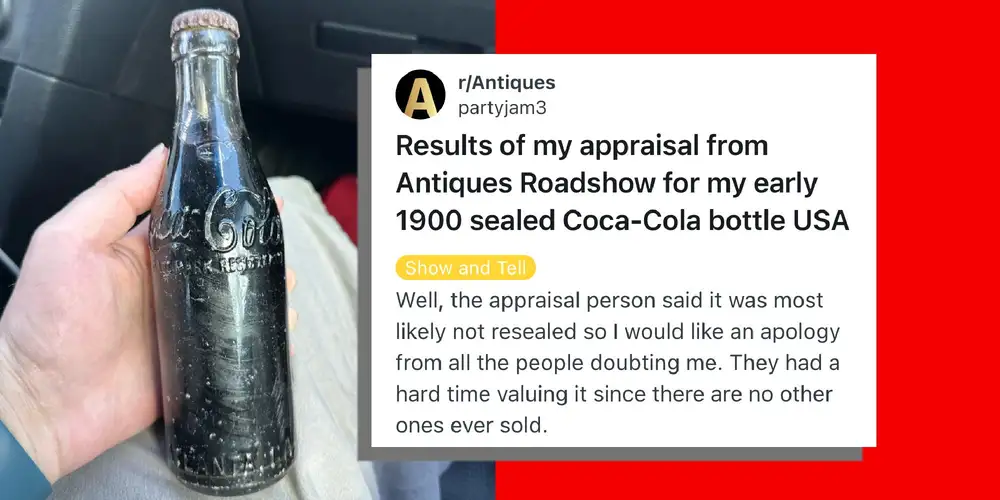 Cola
r/Antiques
partyjam3
Results of my appraisal from
Antiques Roadshow for my early
1900 sealed Coca-Cola bottle USA
Show and Tell
Well, the appraisal person said it was most
likely not resealed so I would like an apology
from all the people doubting me. They had a
hard time valuing it since there are no other
ones ever sold.